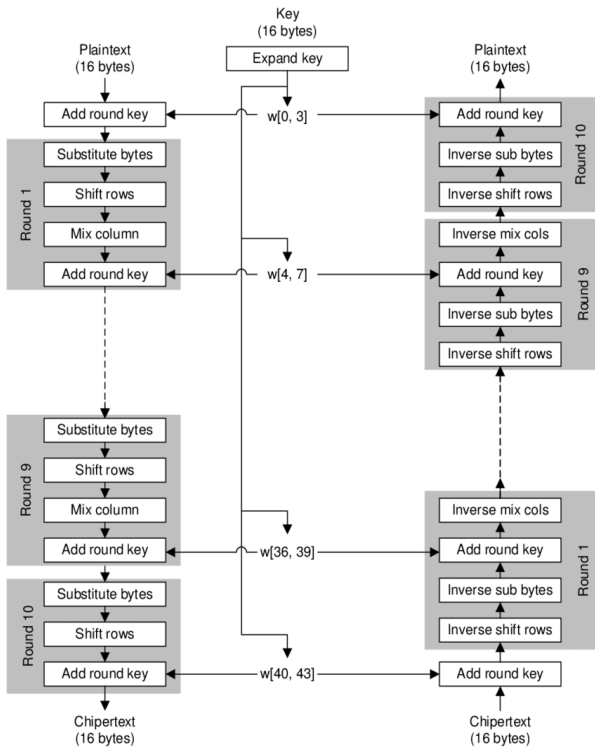 Key
(16 bytes)
Expand key
Plaintext
(16 bytes)
Add round key
Round 1
Substitute bytes
Shift rows
Mix column
Add round key
Round 9
Substitute bytes
Shift rows
Mix column
Add round key
Round 10
Substitute bytes
Shift rows
Add round key
Chipertext
(16 bytes)
w[0, 3]
w[4, 7]
w[36, 39]
w[40, 43]
Plaintext
(16 bytes)
Add round key
Inverse sub bytes
Inverse shift rows
Round 10
Inverse mix cols
Add round key
Inverse sub bytes
Inverse shift rows
Round 9
Inverse mix cols
Add round key
Inverse sub bytes
Inverse shift rows
Round 1
Add round key
Chipertext
(16 bytes)